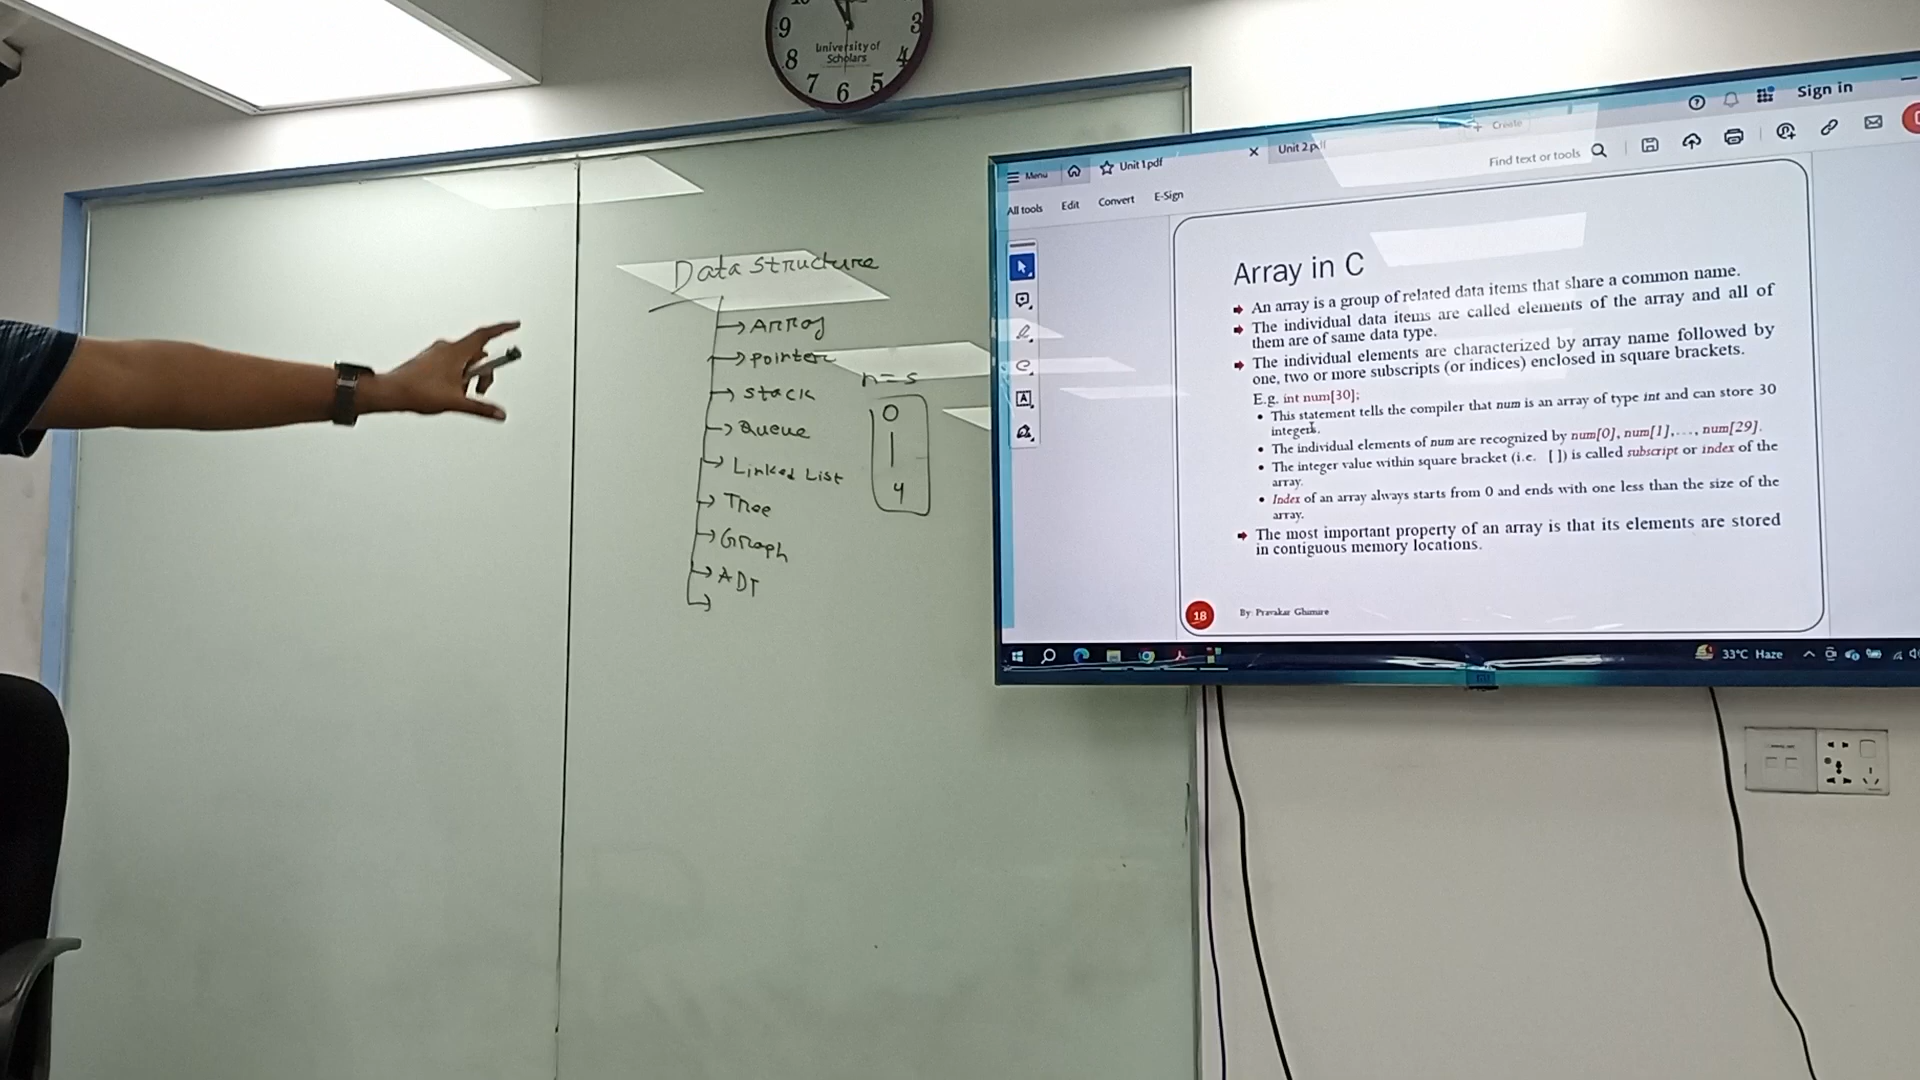 9
3
8
4
7
6
5
University of
Scholars
Data Structure
Array
pointer
stack
Queue
Linked List
Tree
Graph
ADT
n = 5
0
4
Sign in
Create
Menu
Unit 1.pdf
Unit 2.pdf
Find text or tools
All tools
Edit
Convert
E-Sign
Array in C
An array is a group of related data items that share a common name.
The individual data items are called elements of the array and all of
them are of same data type.
The individual elements are characterized by array name followed by
one, two or more subscripts (or indices) enclosed in square brackets.
E.g. int num[30];
• This statement tells the compiler that num is an array of type int and can store 30
integers.
• The individual elements of num are recognized by num[0], num[1],…, num[29].
• The integer value within square bracket (i.e. [ ]) is called subscript or index of the
array.
• Index of an array always starts from 0 and ends with one less than the size of the
array.
The most important property of an array is that its elements are stored
in contiguous memory locations.
18
By: Pravakar Ghimire
33°C Haze